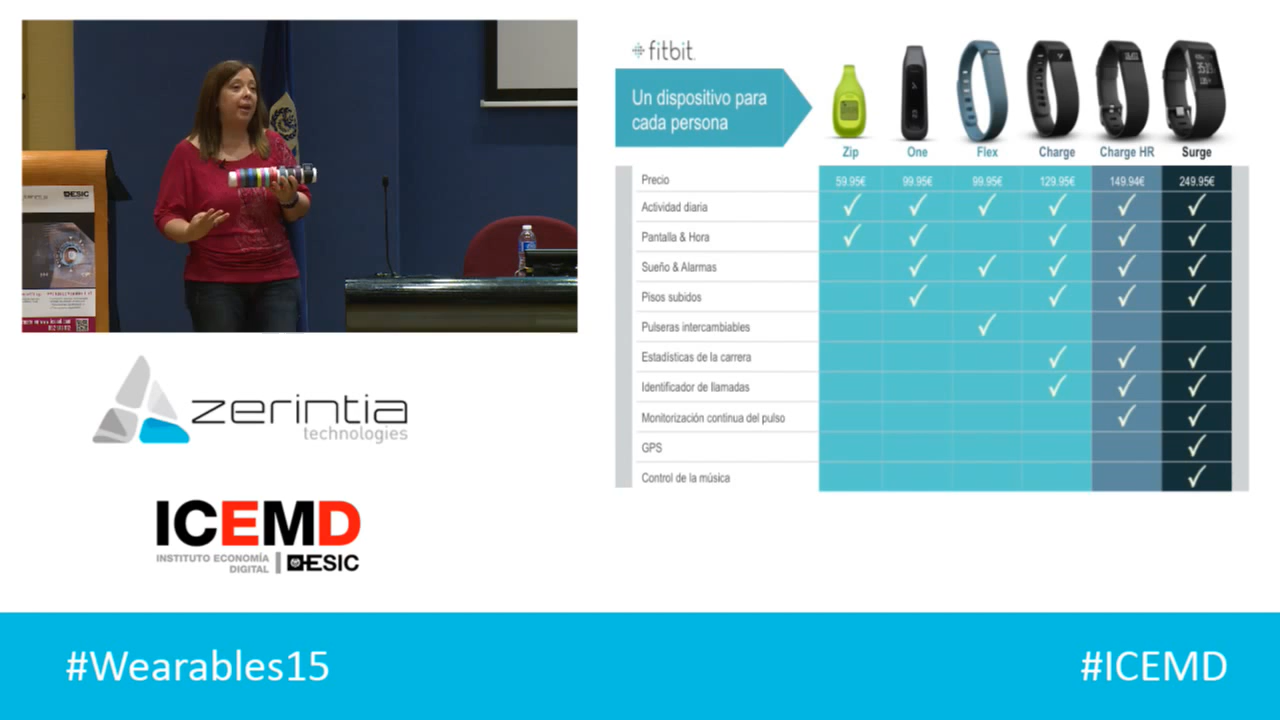 zerintia
ESIC
zerintia
technologies
ICEMD
INSTITUTO ECONOMÍA
DIGITAL
ESIC
fitbit
Un dispositivo para
cada persona
Zip One Flex Charge Charge HR Surge
Precio 59.95€ 99.95€ 99.95€ 129.95€ 149.94€ 249.95€
Actividad diaria ✓ ✓ ✓ ✓ ✓ ✓
Pantalla & Hora ✓ ✓ ✓ ✓ ✓
Sueño & Alarmas ✓ ✓ ✓ ✓ ✓
Pisos subidos ✓ ✓ ✓ ✓
Pulseras intercambiables ✓
Estadísticas de la carrera ✓ ✓ ✓
Identificador de llamadas ✓ ✓ ✓
Monitorización continua del pulso ✓ ✓
GPS ✓
Control de la música ✓
#Wearables15
#ICEMD